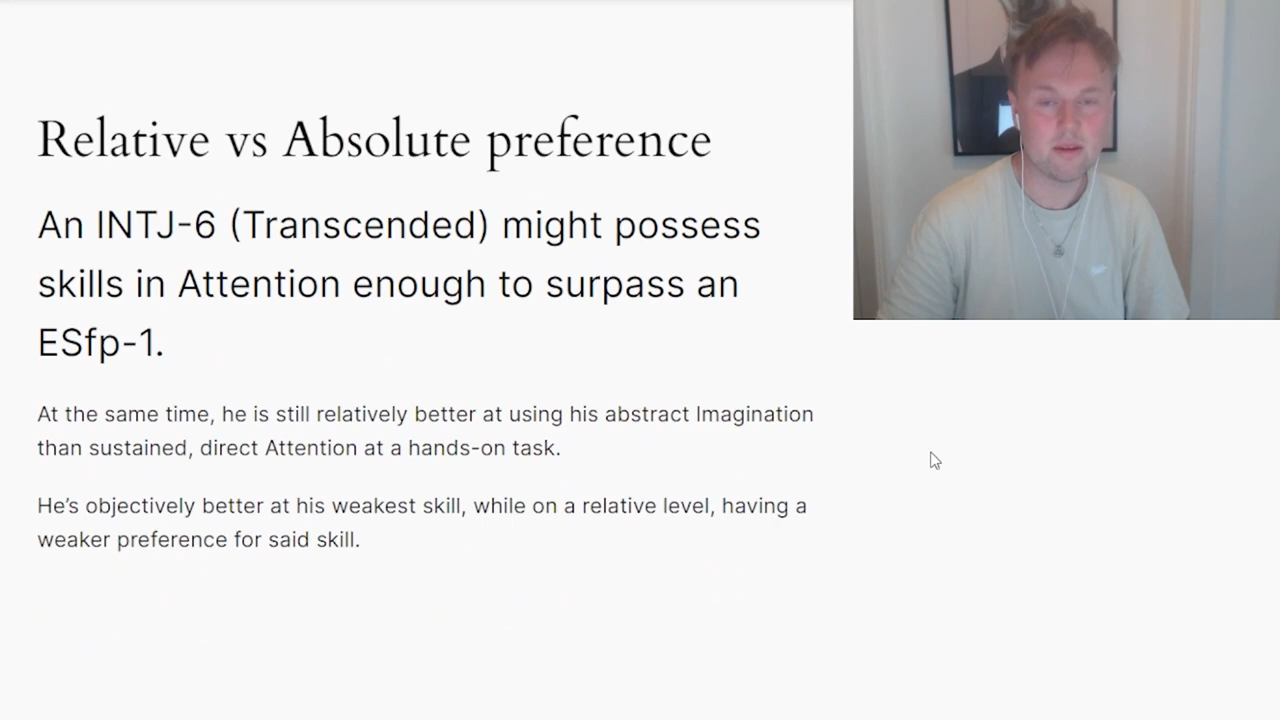 Relative vs Absolute preference
An INTJ-6 (Transcended) might possess
skills in Attention enough to surpass an
ESfp-1.
At the same time, he is still relatively better at using his abstract Imagination
than sustained, direct Attention at a hands-on task.
He’s objectively better at his weakest skill, while on a relative level, having a
weaker preference for said skill.